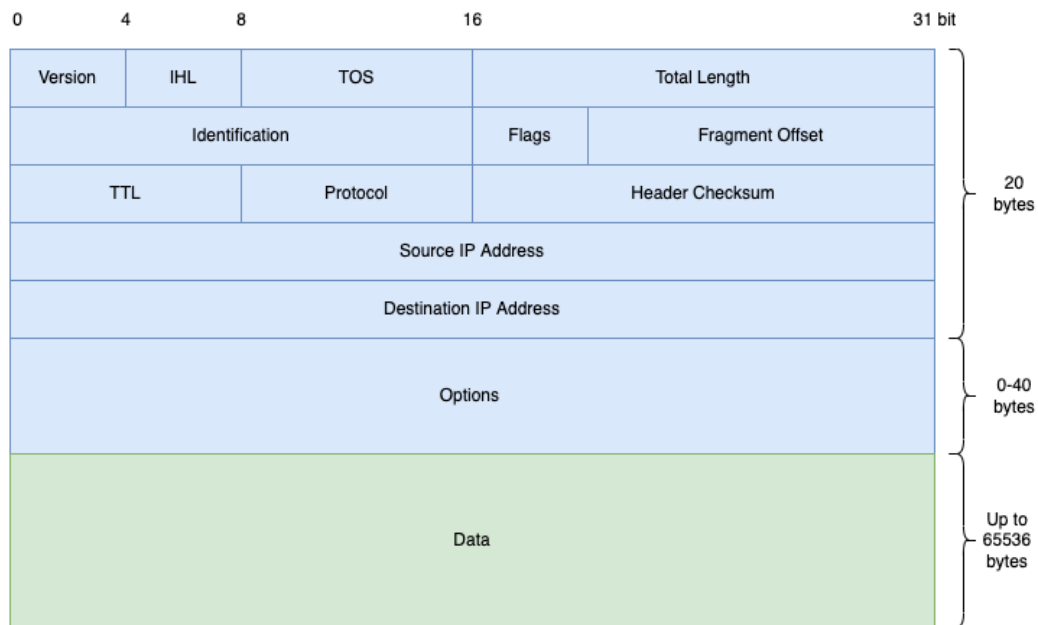 0 4 8 16 31 bit
Version IHL TOS Total Length
Identification Flags Fragment Offset
TTL Protocol Header Checksum
20
bytes
Source IP Address
Destination IP Address
Options
0-40
bytes
Data
Up to
65536
bytes